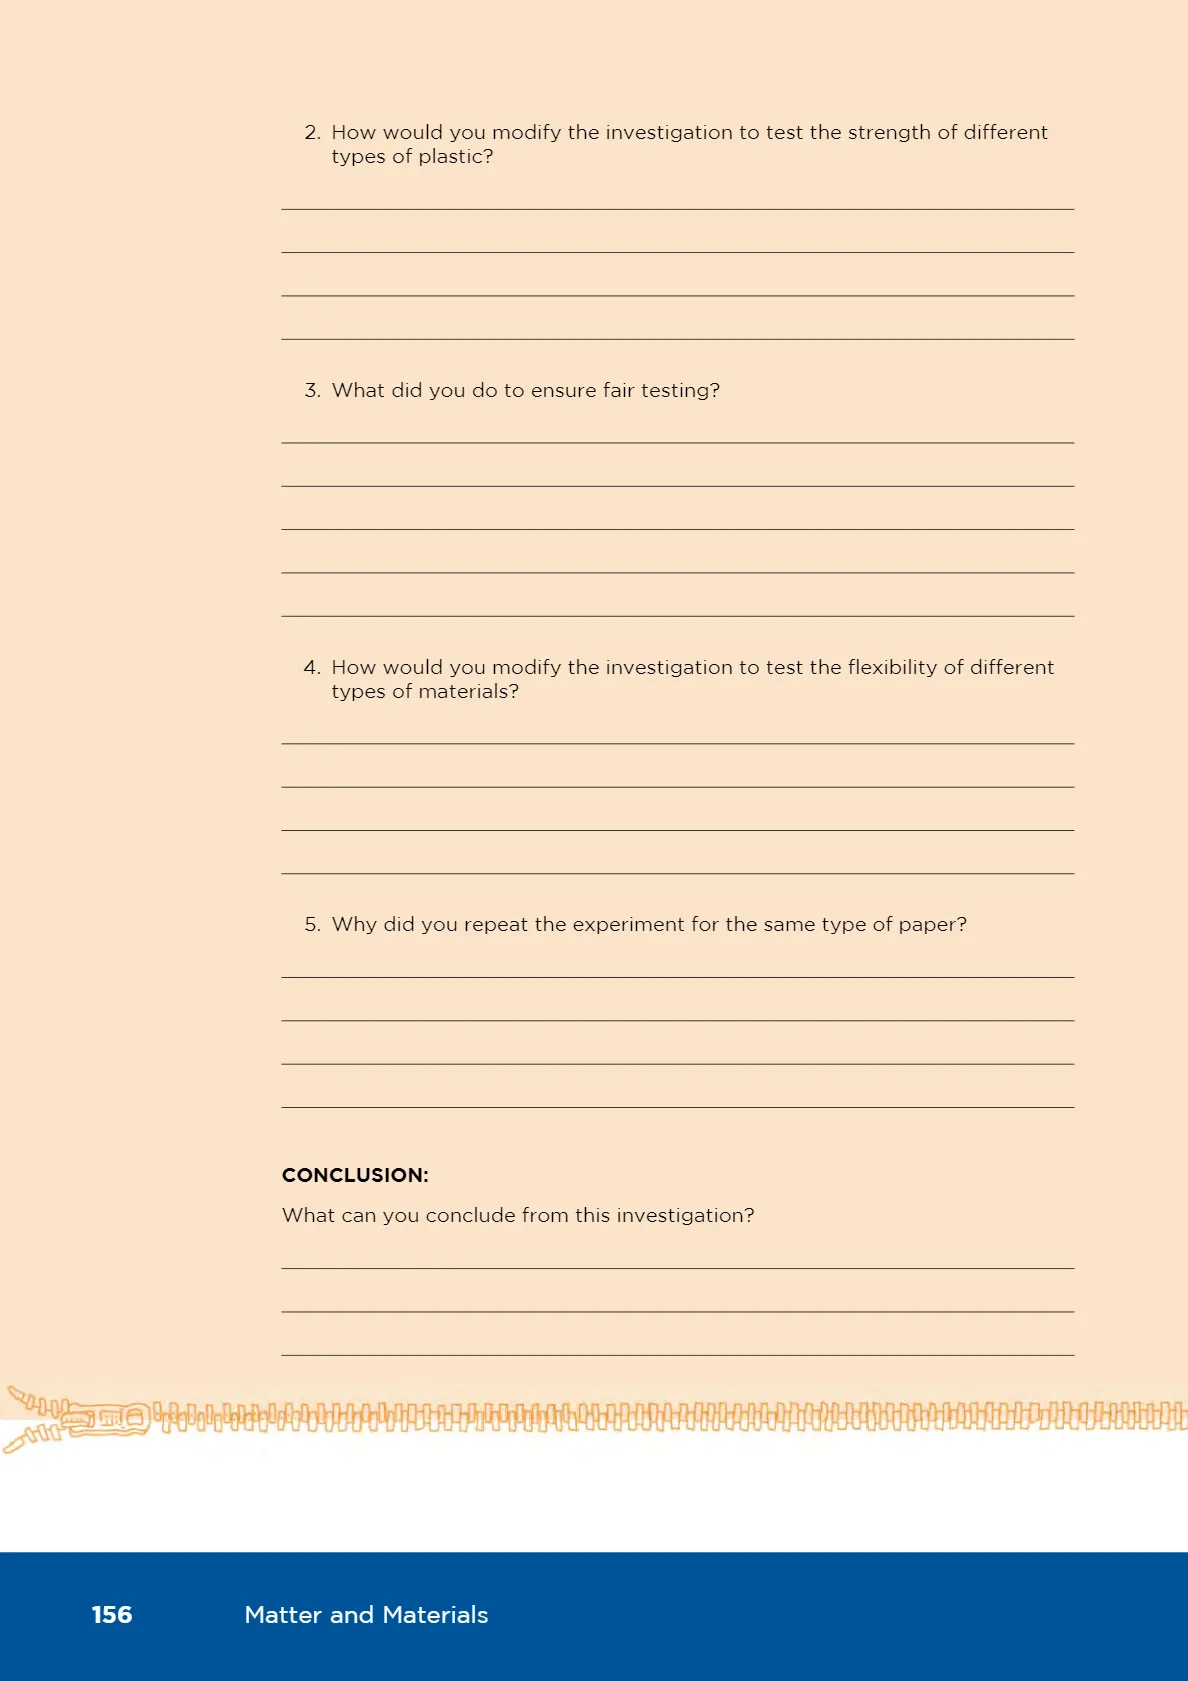 2. How would you modify the investigation to test the strength of different
types of plastic?
3. What did you do to ensure fair testing?
4. How would you modify the investigation to test the flexibility of different
types of materials?
5. Why did you repeat the experiment for the same type of paper?
CONCLUSION:
What can you conclude from this investigation?
156 Matter and Materials